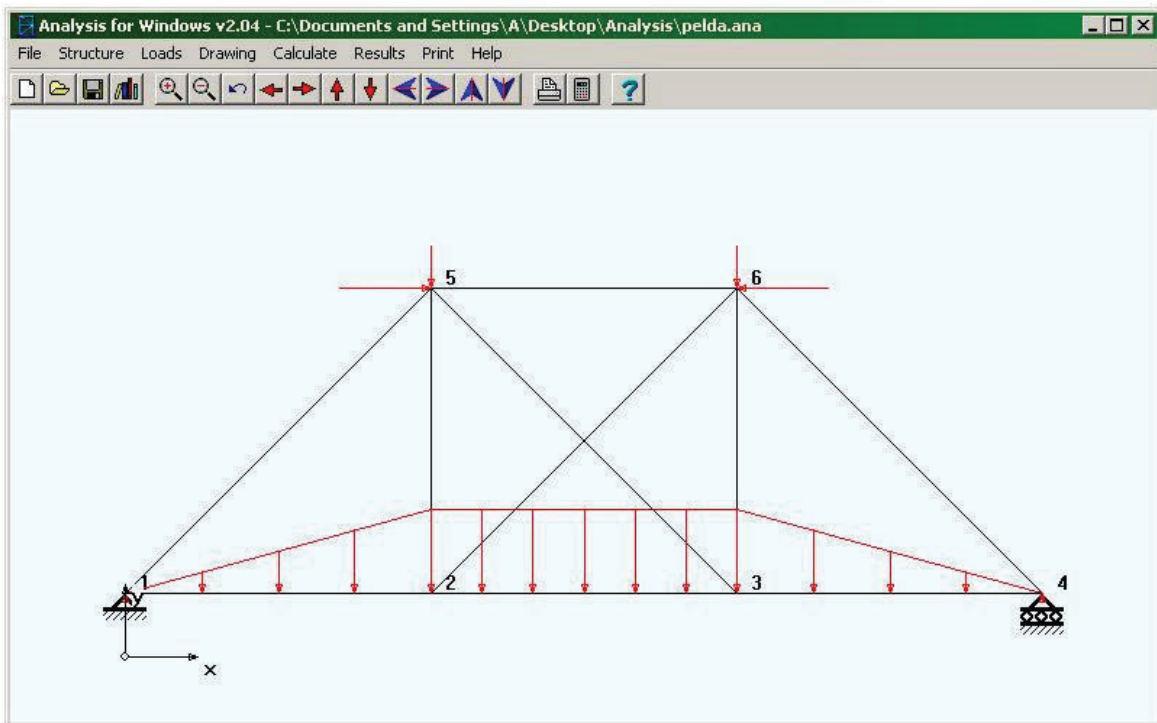 Analysis for Windows v2.04 - C:\Documents and Settings\A\Desktop\Analysis\pelda.ana
File Structure Loads Drawing Calculate Results Print Help
?
5 6
1 2 3 4
y
x